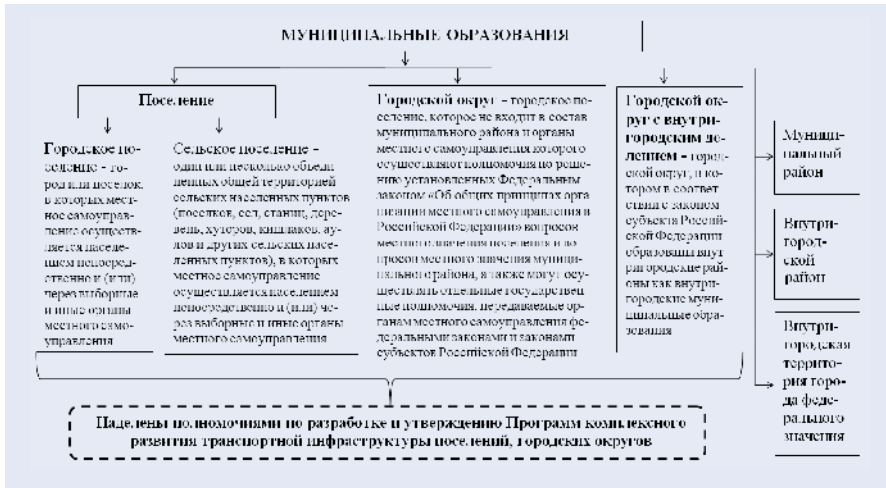 МУНИЦИПАЛЬНЫЕ ОБРАЗОВАНИЯ
Поселение
Городское по-
селение – го-
род или поселок,
в которых мест-
ное самоуправ-
ление осущест-
вляется населе-
нием непосред-
ственно и (или)
через выборные
и иные органы
местного само-
управления
Сельское поселение –
один или несколько объеди-
ненных общей территорией
сельских населенных пунктов
(поселков, сел, станиц, дере-
вень, хуторов, кишлаков, ау-
лов и других сельских насе-
ленных пунктов), в которых
местное самоуправление
осуществляется населением
непосредственно и (или) че-
рез выборные и иные органы
местного самоуправления
Городской округ – городское по-
селение, которое не входит в состав
муниципального района и органы
местного самоуправления которого
осуществляют полномочия по реше-
нию установленных Федеральным
законом «Об общих принципах орга-
низации местного самоуправления в
Российской Федерации» вопросов
местного значения поселения и во-
просов местного значения муници-
пального района, а также могут осу-
ществлять отдельные государствен-
ные полномочия, передаваемые ор-
ганам местного самоуправления фе-
деральными законами и законами
субъектов Российской Федерации
Городской ок-
руг с внутри-
городским де-
лением – город-
ской округ, в ко-
тором в соответ-
ствии с законом
субъекта Россий-
ской Федерации
образованы внут-
ригородские рай-
оны как внутри-
городские муни-
ципальные обра-
зования
Муници-
пальный
район
Внутри-
город-
ской
район
Внутри-
городская
террито-
рия горо-
да феде-
рального
значения
Наделены полномочиями по разработке и утверждению Программ комплексного
развития транспортной инфраструктуры поселений, городских округов